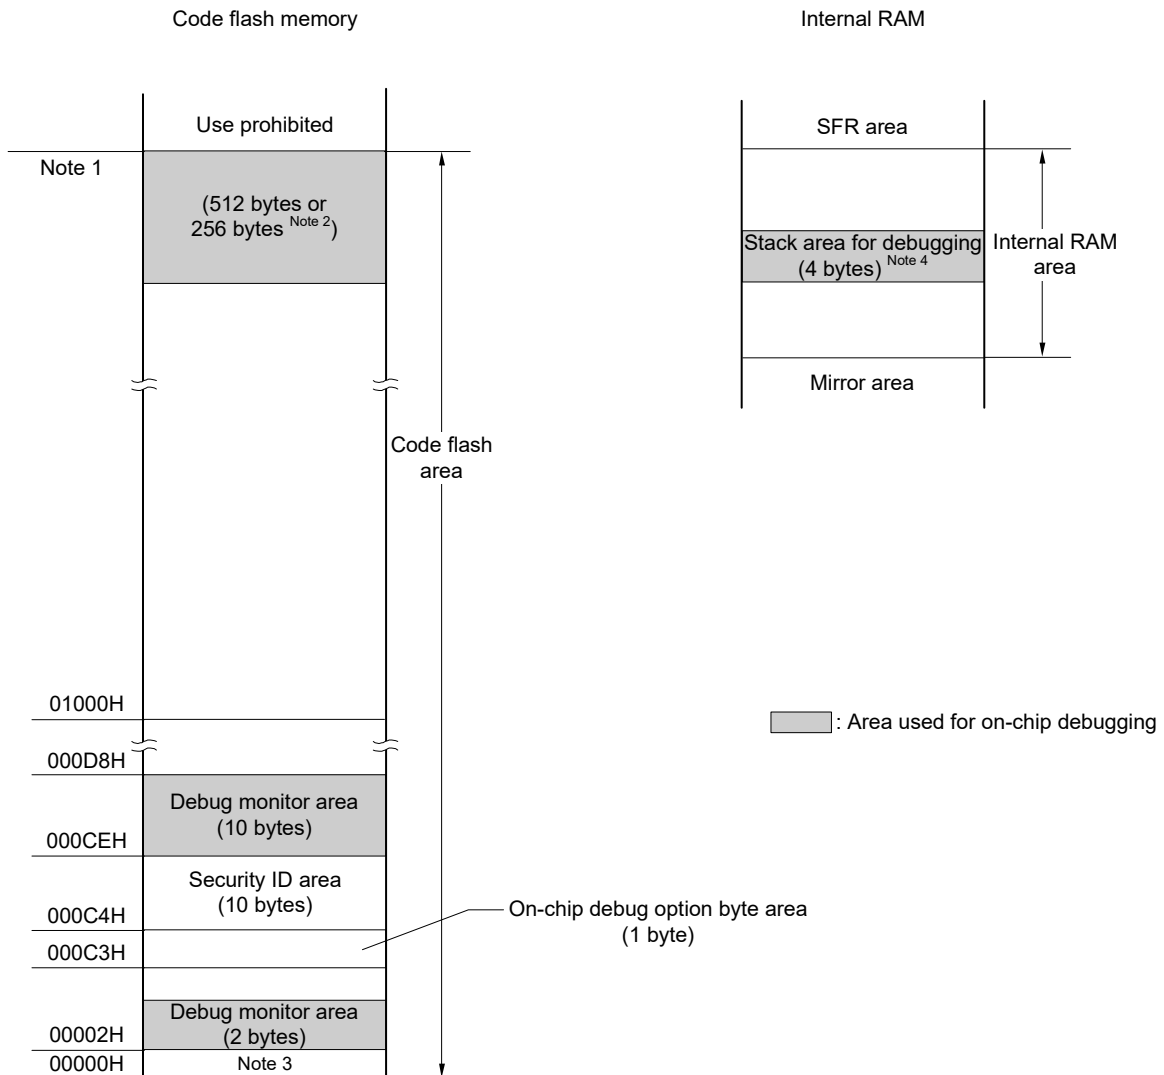 Code flash memory
Internal RAM
Use prohibited
Note 1
(512 bytes or
256 bytes Note 2)
SFR area
Stack area for debugging
(4 bytes) Note 4
Internal RAM
area
Mirror area
Code flash
area
01000H
: Area used for on-chip debugging
000D8H
Debug monitor area
(10 bytes)
000CEH
Security ID area
(10 bytes)
000C4H
On-chip debug option byte area
(1 byte)
000C3H
Debug monitor area
(2 bytes)
00002H
00000H
Note 3